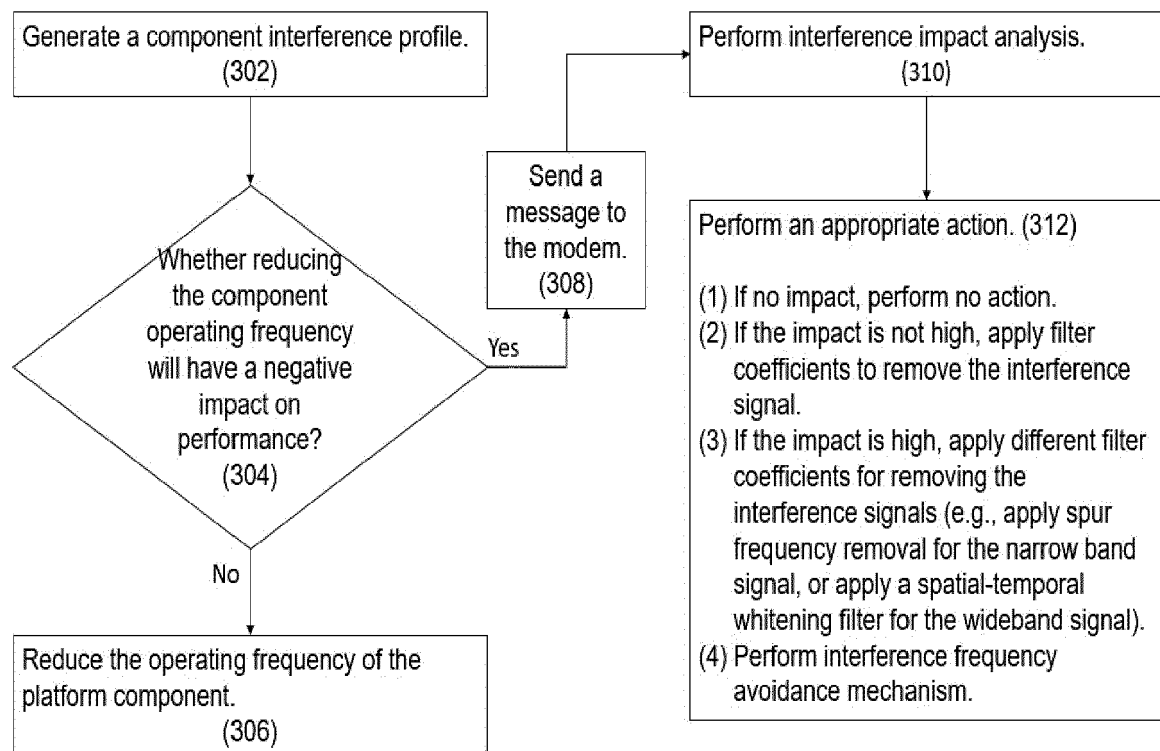 Generate a component interference profile.
(302)
Whether reducing
the component
operating frequency
will have a negative
impact on
performance?
(304)
Yes
No
Reduce the operating frequency of the
platform component.
(306)
Send a
message to
the modem.
(308)
Perform interference impact analysis.
(310)
Perform an appropriate action. (312)
(1) If no impact, perform no action.
(2) If the impact is not high, apply filter
coefficients to remove the interference
signal.
(3) If the impact is high, apply different filter
coefficients for removing the
interference signals (e.g., apply spur
frequency removal for the narrow band
signal, or apply a spatial-temporal
whitening filter for the wideband signal).
(4) Perform interference frequency
avoidance mechanism.